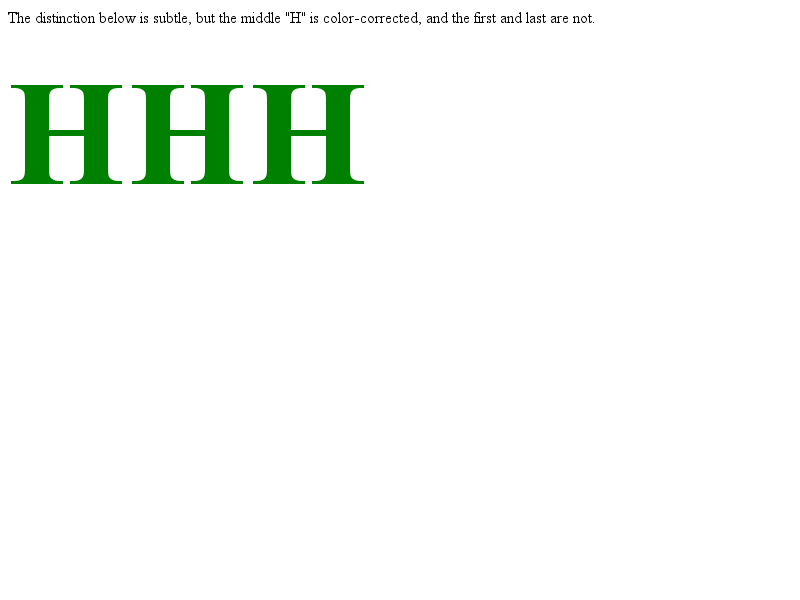 The distinction below is subtle, but the middle "H" is color-corrected, and the first and last are not.
HHH